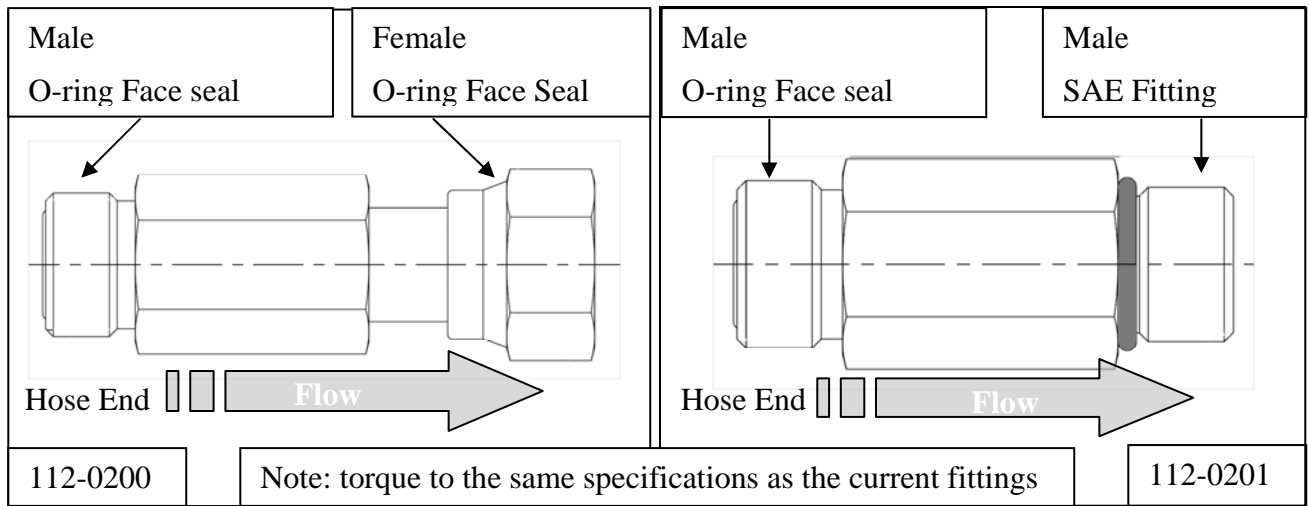 Male
O-ring Face seal
Female
O-ring Face Seal
Male
O-ring Face seal
Male
SAE Fitting
Hose End
Flow
Hose End
Flow
112-0200
Note: torque to the same specifications as the current fittings
112-0201